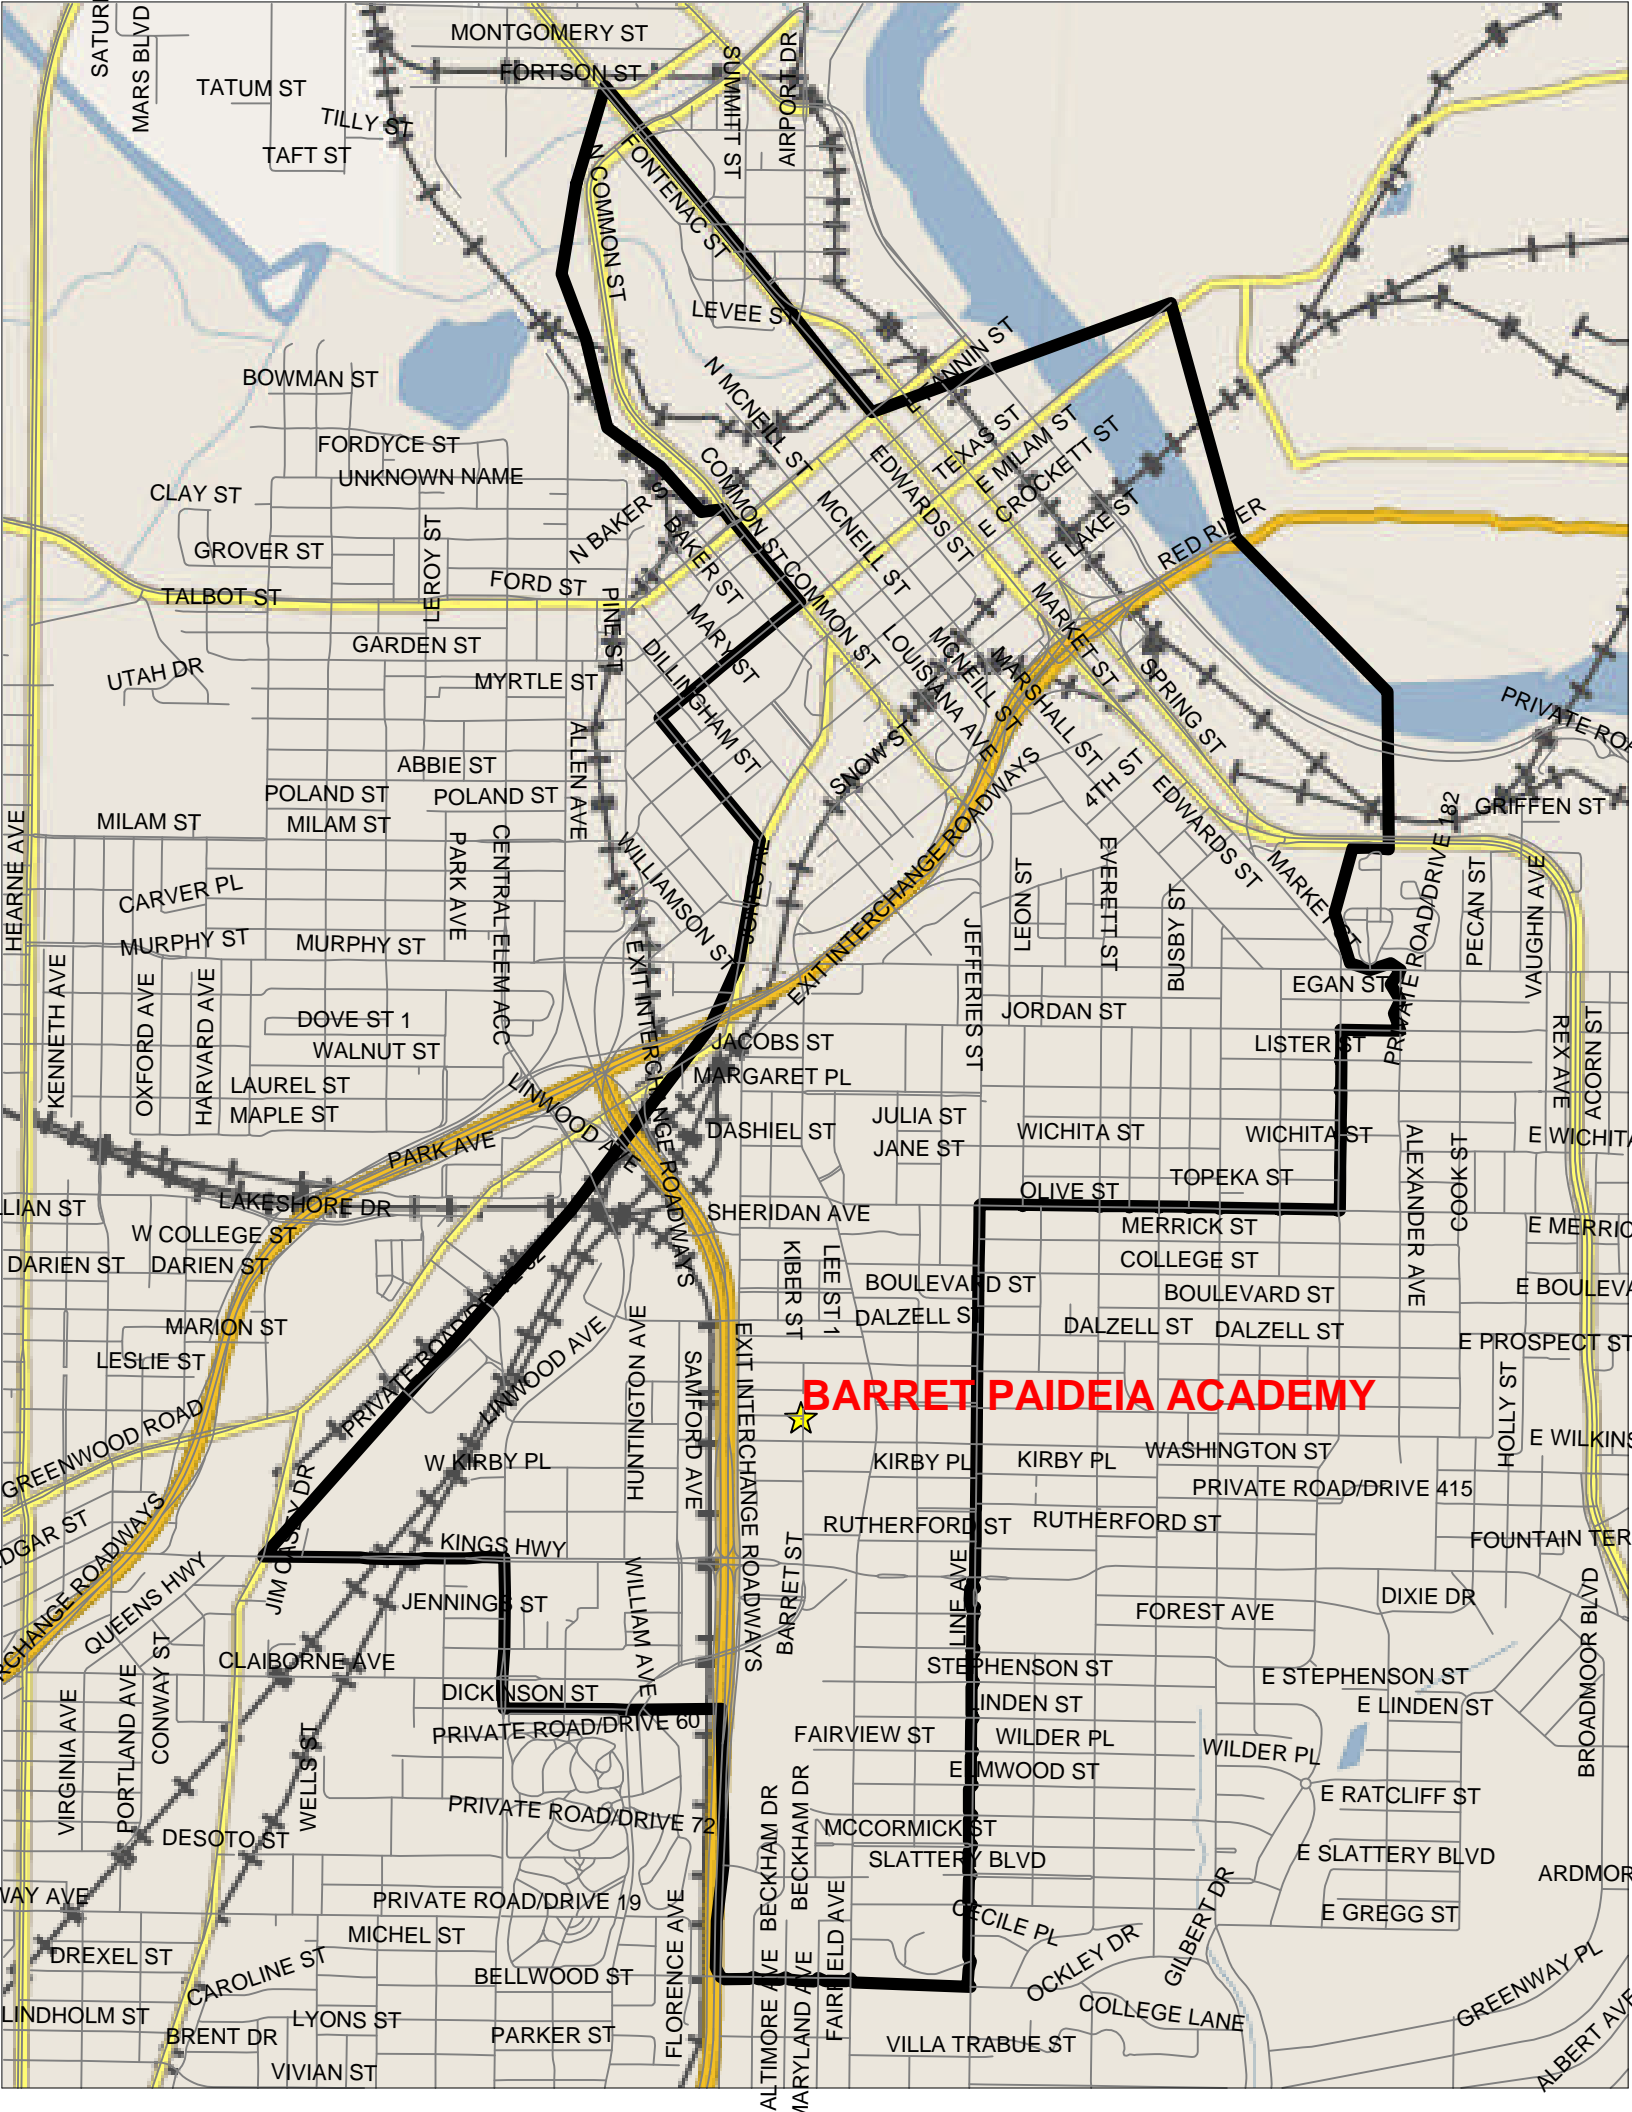 MONTGOMERY ST
MARS BLVD
FORTSON ST
SUMMITT ST
AIRPORT DR
TATUM ST
TILLY ST
TAFT ST
N COMMON ST
FONTENAC ST
LEVEE ST
BOWMAN ST
N MCNEILL ST
FORDYCE ST
UNKNOWN NAME
TEXAS ST
E MILAM ST
E CROCKETT ST
CLAY ST
COMMON ST
EDWARDS ST
MCNEILL ST
E LAKE ST
N BAKER
S BAKER ST
GROVER ST
LEROY ST
RED RIVER
FORD ST
TALBOT ST
PINE ST
COMMON ST
MARKET ST
MARY ST
GARDEN ST
DILLINGHAM ST
LOUISIANA AVE
MCNEILL ST
MARSHALL ST
SPRING ST
UTAH DR
MYRTLE ST
ALLEN AVE
ABBIE ST
SNOW ST
4TH ST
EDWARDS ST
POLAND ST
POLAND ST
GRIFFEN ST
MILAM ST
MILAM ST
HEARNE AVE
PARK AVE
CENTRAL ELEM ACC
WILLIAMSON ST
EXIT INTERCHANGE ROADWAYS
LEON ST
EVERETT ST
BUSBY ST
MARKET ST
PRIVATE ROAD/DRIVE 182
PECAN ST
VAUGHN AVE
CARVER PL
MURPHY ST
MURPHY ST
JEFFERIES ST
EGAN ST
KENNETH AVE
OXFORD AVE
HARVARD AVE
DOVE ST 1
WALNUT ST
EXIT INTERCHANGE ROADWAYS
JACOBS ST
JORDAN ST
LISTER ST
REX AVE
ACORN ST
LAUREL ST
MAPLE ST
LINWOOD AVE
MARGARET PL
JULIA ST
JANE ST
DASHIEL ST
WICHITA ST
WICHITA ST
PARK AVE
TOPEKA ST
OLIVE ST
ALEXANDER AVE
COOK ST
LAKESHORE DR
SHERIDAN AVE
MERRICK ST
W COLLEGE ST
DARIEN ST
DARIEN ST
KIBER ST
LEE ST 1
COLLEGE ST
BOULEVARD ST
BOULEVARD ST
DALZELL ST
DALZELL ST
DALZELL ST
MARION ST
LESLIE ST
LINWOOD AVE
HUNTINGTON AVE
SAMFORD AVE
EXIT INTERCHANGE ROADWAYS
E PROSPECT ST
HOLLY ST
BARRET PAIDEIA ACADEMY
GREENWOOD ROAD
W KIRBY PL
KIRBY PL
KIRBY PL
WASHINGTON ST
PRIVATE ROAD/DRIVE 415
RUTHERFORD ST
RUTHERFORD ST
KINGS HWY
JIM CASEY DR
QUEENS HWY
JENNINGS ST
WILLIAM AVE
BARRET ST
LINE AVE
FOREST AVE
DIXIE DR
BROADMOOR BLVD
CLAIBORNE AVE
CONWAY ST
PORTLAND AVE
VIRGINIA AVE
WELLS ST
DICKINSON ST
PRIVATE ROAD/DRIVE 60
STEPHENSON ST
E STEPHENSON ST
LINDEN ST
E LINDEN ST
FAIRVIEW ST
WILDER PL
WILDER PL
ELMWOOD ST
E RATCLIFF ST
PRIVATE ROAD/DRIVE 72
BECKHAM DR
BECKHAM DR
MCCORMICK ST
SLATTERY BLVD
E SLATTERY BLVD
DESOTO ST
PRIVATE ROAD/DRIVE 19
FLORENCE AVE
FAIRFIELD AVE
CECILE PL
OCKLEY DR
GILBERT DR
E GREGG ST
MICHEL ST
DREXEL ST
CAROLINE ST
BELLWOOD ST
GREENWAY PL
COLLEGE LANE
LINDHOLM ST
BRENT DR
LYONS ST
PARKER ST
VILLA TRABUE ST
VIVIAN ST